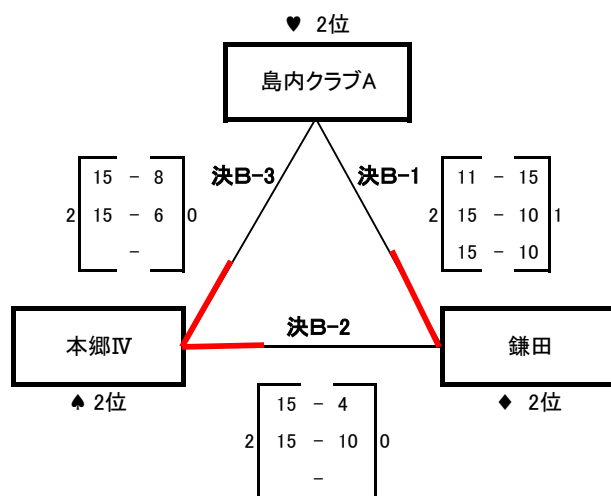 ♥ 2位
島内クラブA
決B-3
決B-1
15 - 8
2 15 - 6 0
-
11 - 15
2 15 - 10 1
15 - 10
決B-2
本郷Ⅳ
鎌田
♠ 2位
♦ 2位
15 - 4
2 15 - 10 0
-